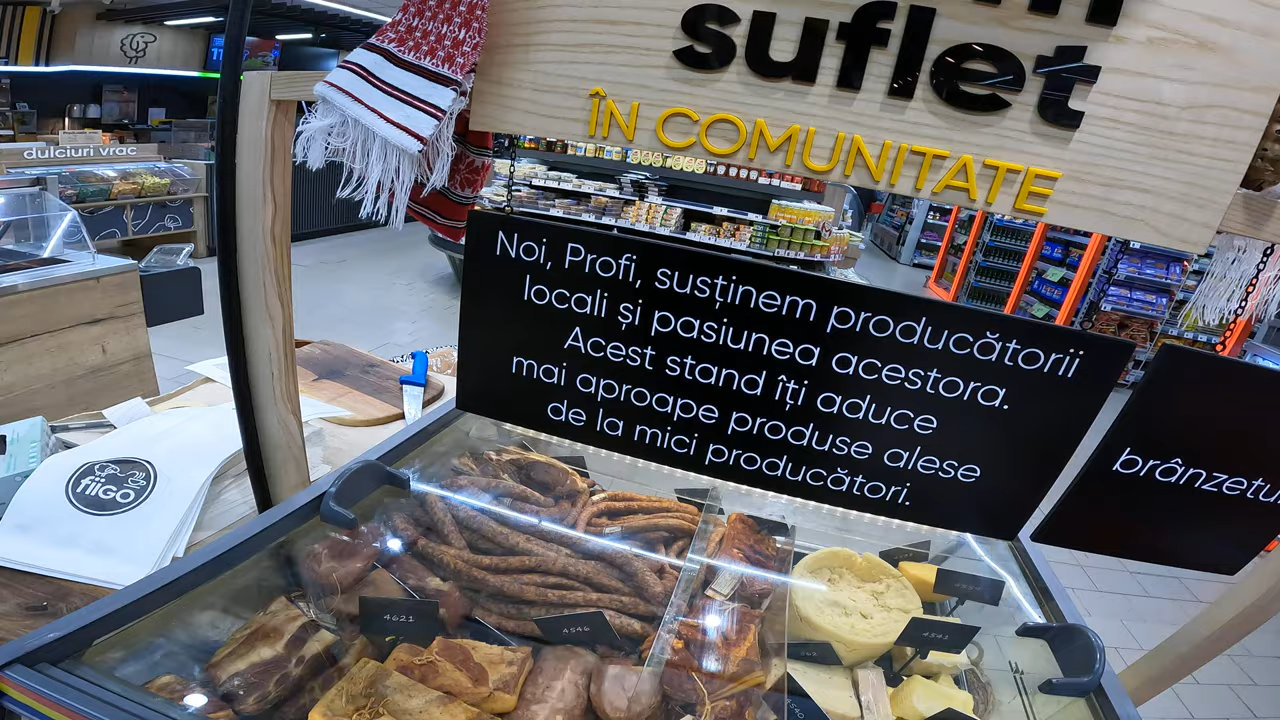 suflet
ÎN COMUNITATE
dulciuri vrac
Noi, Profi, susținem producătorii
locali și pasiunea acestora.
Acest stand îți aduce
mai aproape produse alese
de la mici producători.
brânzetu
fiigo
4621
4546
4541